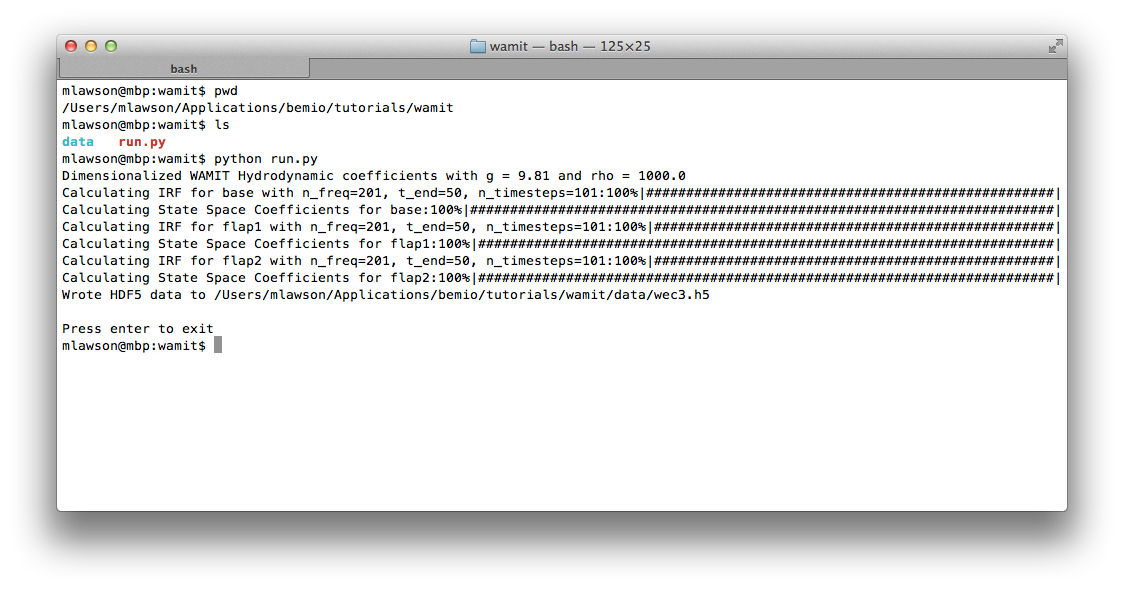 wamit — bash — 125×25
bash
mlawson@mbp:wamit$ pwd
/Users/mlawson/Applications/bemio/tutorials/wamit
mlawson@mbp:wamit$ ls
data   run.py
mlawson@mbp:wamit$ python run.py
Dimensionalized WAMIT Hydrodynamic coefficients with g = 9.81 and rho = 1000.0
Calculating IRF for base with n_freq=201, t_end=50, n_timesteps=101:100%|###################################################|
Calculating State Space Coefficients for base:100%|#########################################################################|
Calculating IRF for flap1 with n_freq=201, t_end=50, n_timesteps=101:100%|##################################################|
Calculating State Space Coefficients for flap1:100%|########################################################################|
Calculating IRF for flap2 with n_freq=201, t_end=50, n_timesteps=101:100%|##################################################|
Calculating State Space Coefficients for flap2:100%|########################################################################|
Wrote HDF5 data to /Users/mlawson/Applications/bemio/tutorials/wamit/data/wec3.h5
Press enter to exit
mlawson@mbp:wamit$